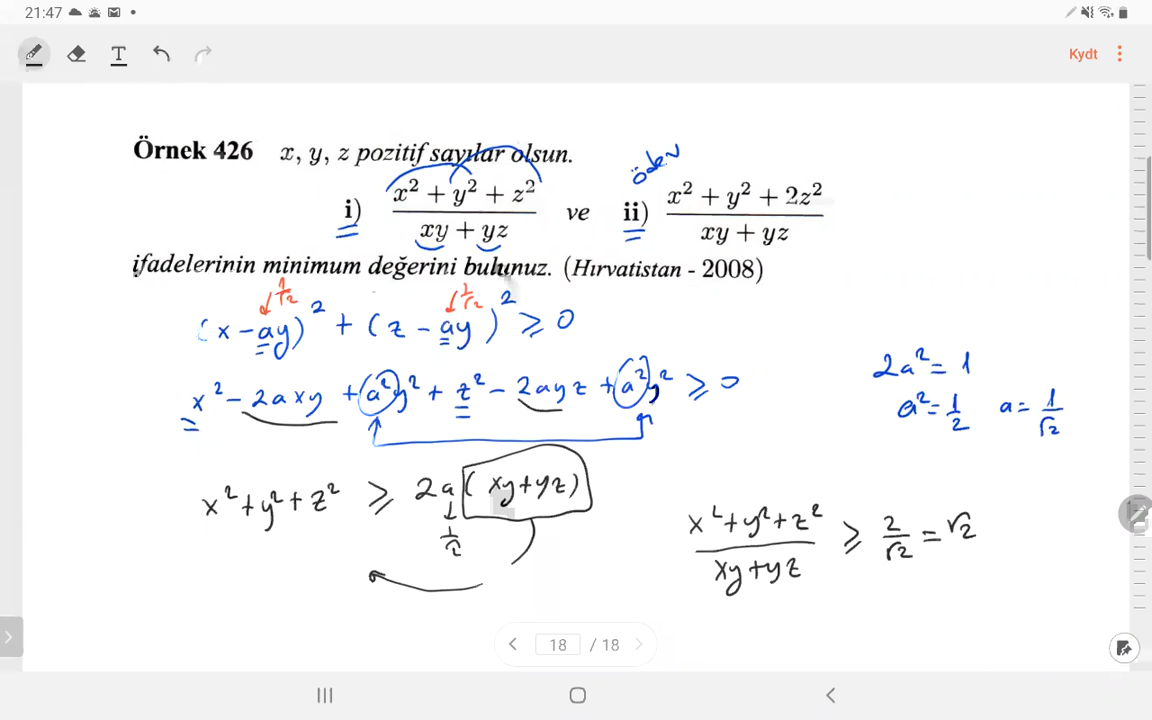 21:47
T
Kydt
Örnek 426 x, y, z pozitif sayılar olsun.
i) (x² + y² + z²)/(xy + yz) ve ii) (x² + y² + 2z²)/(xy + yz)
ödev
ifadelerinin minimum değerini bulunuz. (Hırvatistan - 2008)
1/√2 1/√2
(x - ay)² + (z - ay)² ≥ 0
x² - 2axy + a²y² + z² - 2ayz + a²y² ≥ 0
2a² = 1
a² = 1/2 a = 1/√2
x² + y² + z² ≥ 2a (xy + yz)
1/√2
(x² + y² + z²)/(xy + yz) ≥ 2/√2 = √2
18 / 18